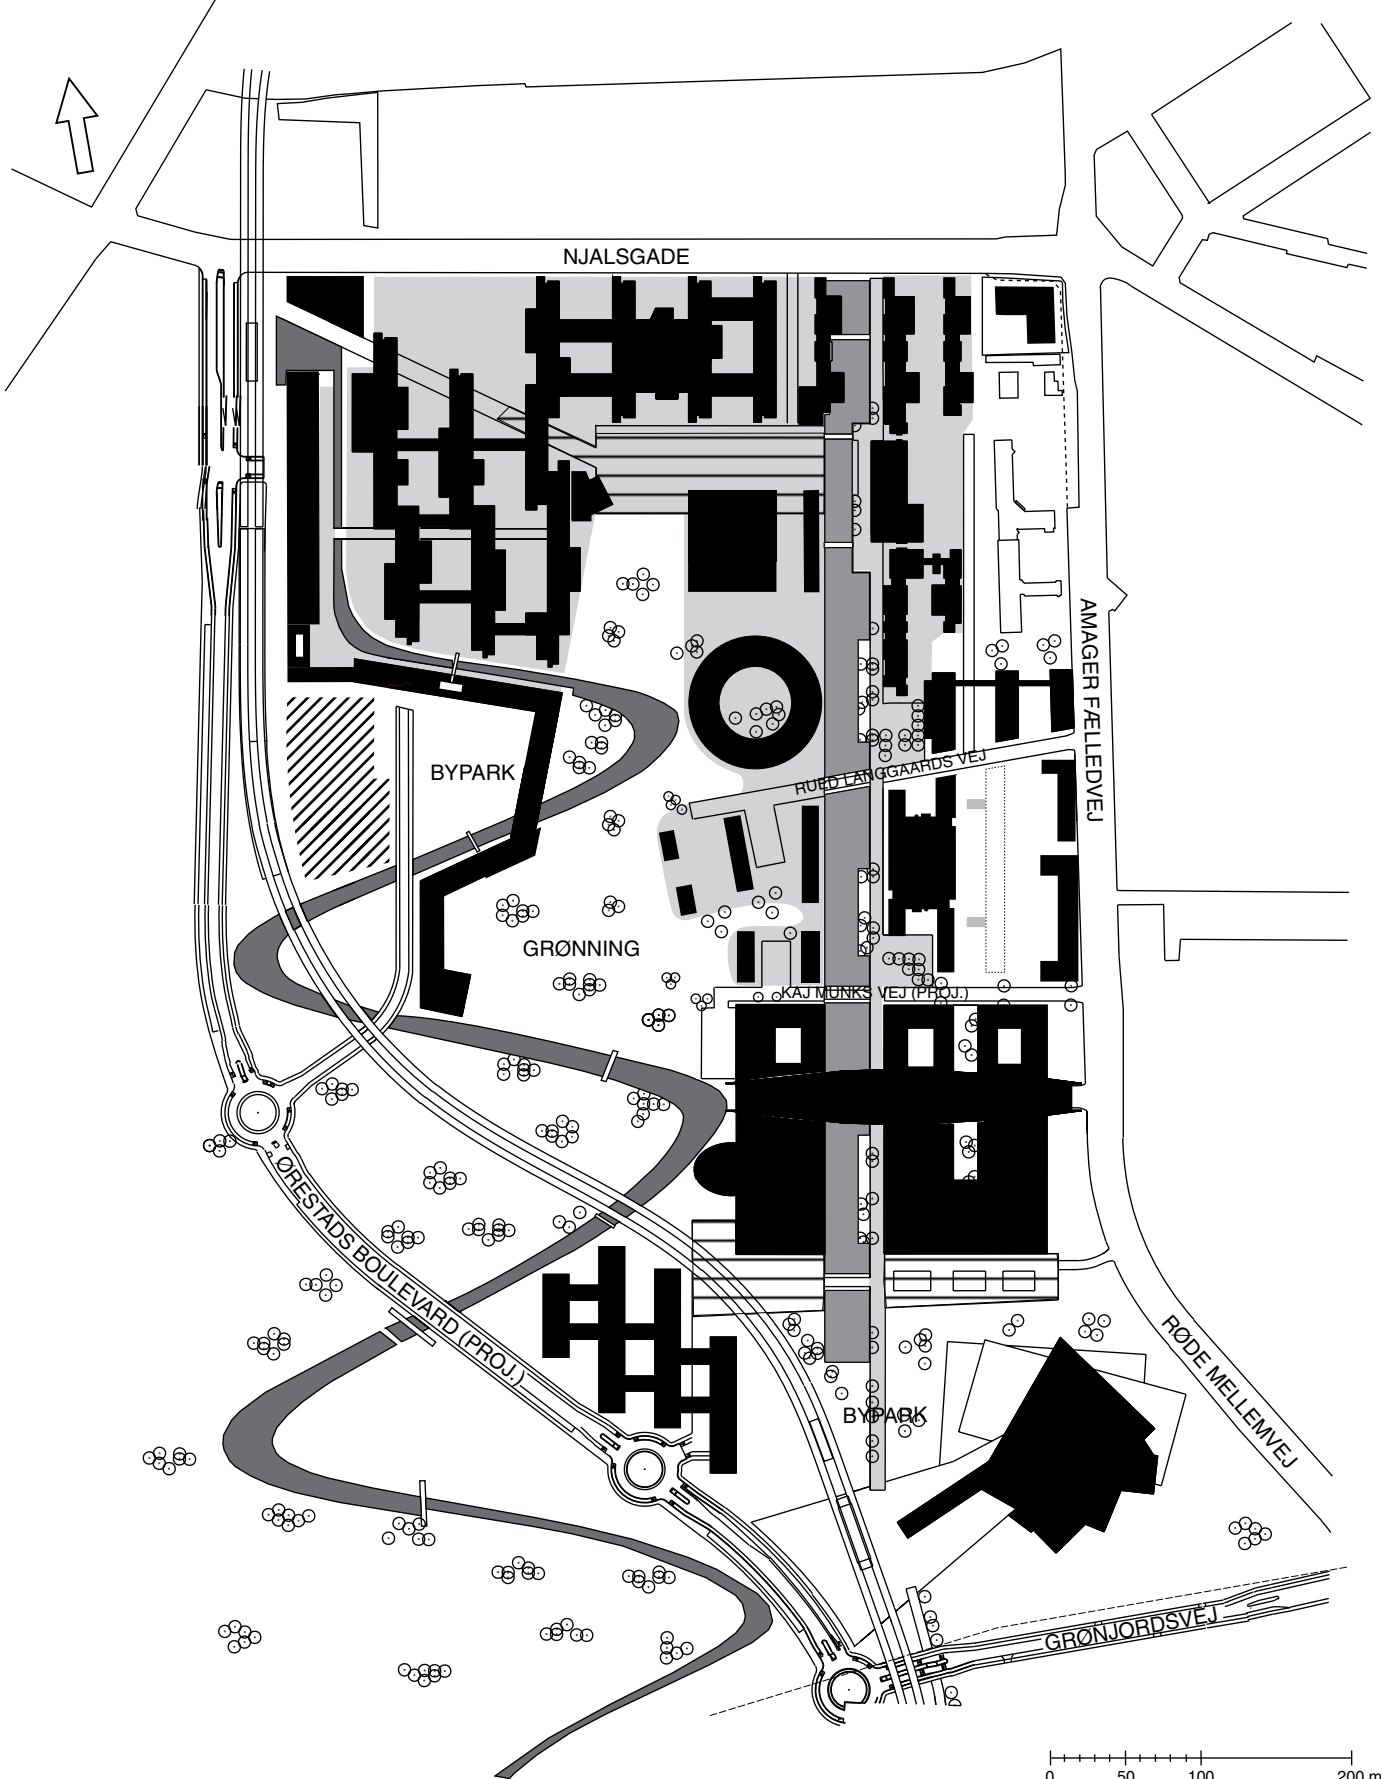 NJALSGADE
AMAGER FÆLLEDVEJ
BYPARK
RUED LANGGAARDS VEJ
GRØNNING
KAJ MUNKS VEJ (PROJ.)
ØRESTADS BOULEVARD (PROJ.)
RØDE MELLEMVEJ
BYPARK
GRØNJORDSVEJ
0 50 100 200 m